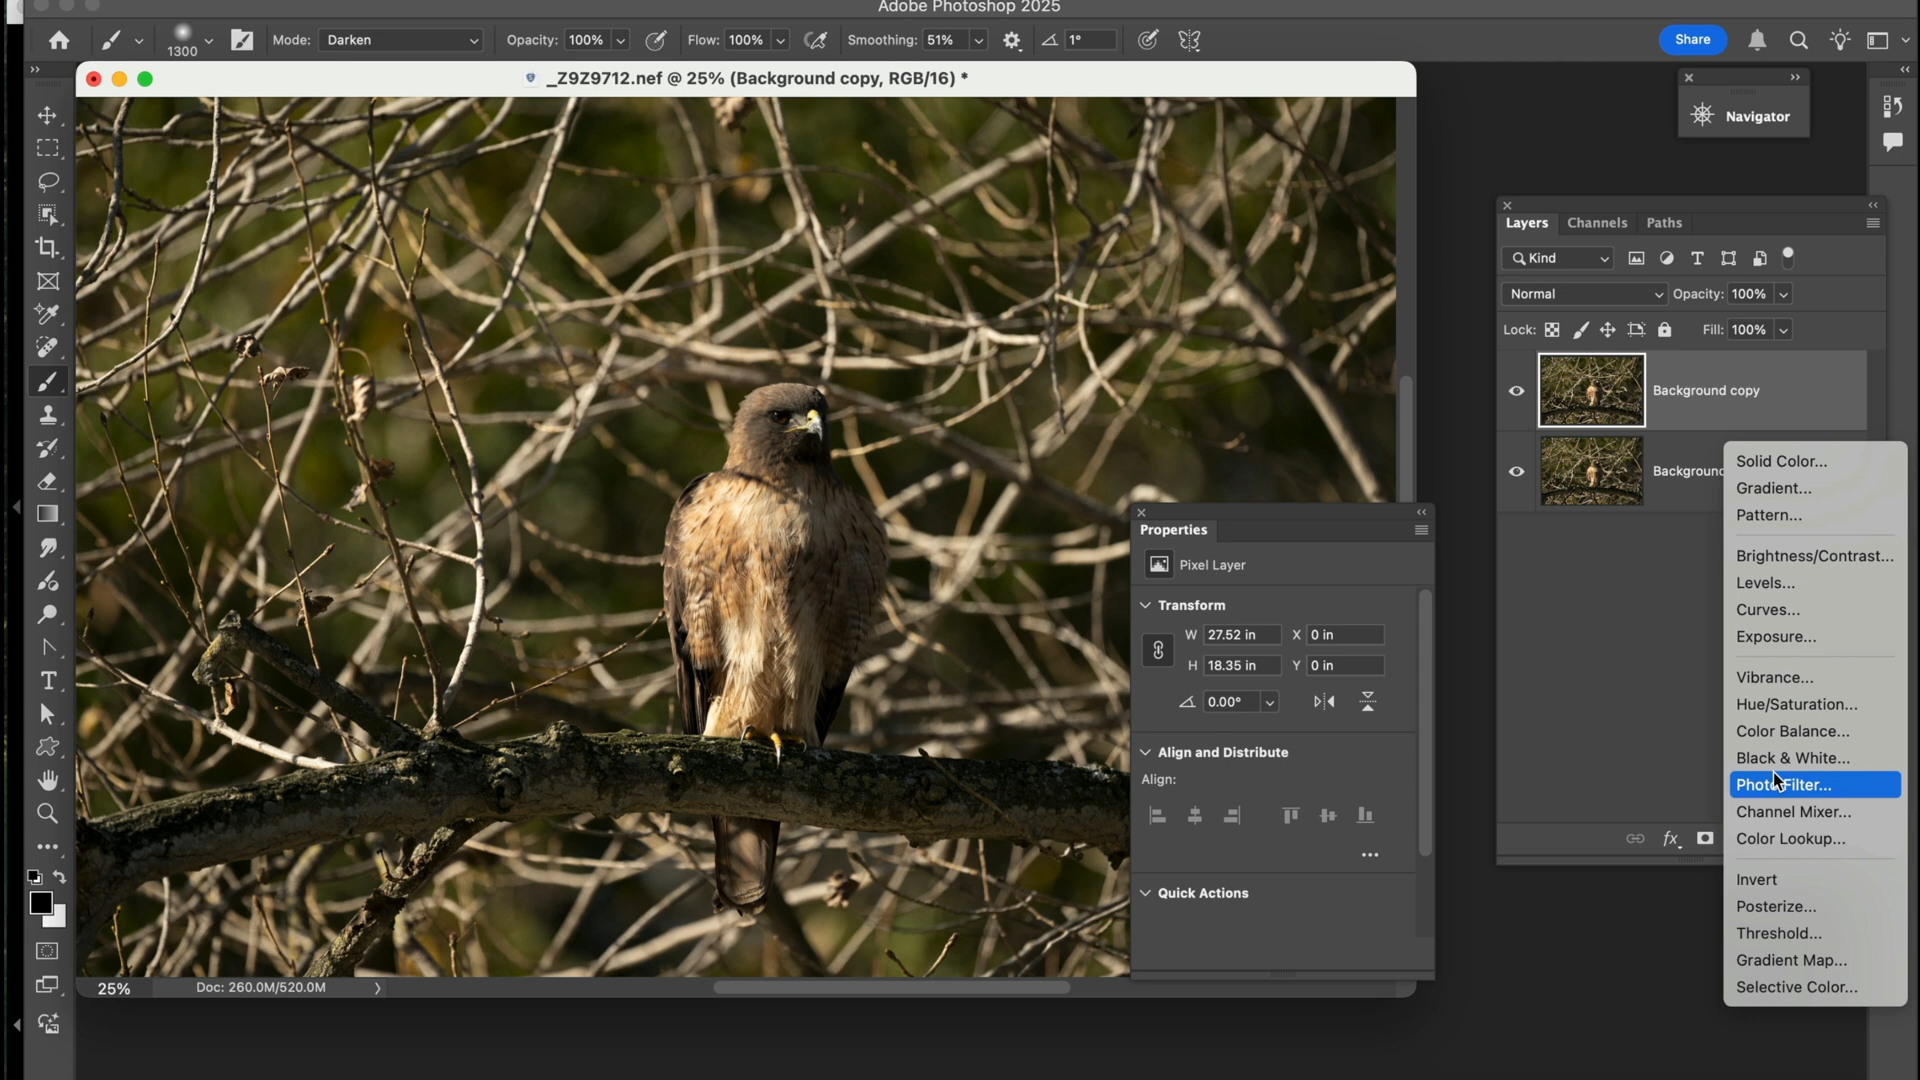 Adobe Photoshop 2025
1300
Mode: Darken
Opacity: 100%
Flow: 100%
Smoothing: 51%
1°
Share
_Z9Z9712.nef @ 25% (Background copy, RGB/16) *
Navigator
Layers Channels Paths
Kind
Normal Opacity: 100%
Lock: Fill: 100%
Background copy
Background
Solid Color...
Gradient...
Pattern...
Brightness/Contrast...
Levels...
Curves...
Exposure...
Vibrance...
Hue/Saturation...
Color Balance...
Black & White...
Photo Filter...
Channel Mixer...
Color Lookup...
Invert
Posterize...
Threshold...
Gradient Map...
Selective Color...
fx
Properties
Pixel Layer
Transform
W 27.52 in X 0 in
H 18.35 in Y 0 in
0.00°
Align and Distribute
Align:
Quick Actions
25% Doc: 260.0M/520.0M